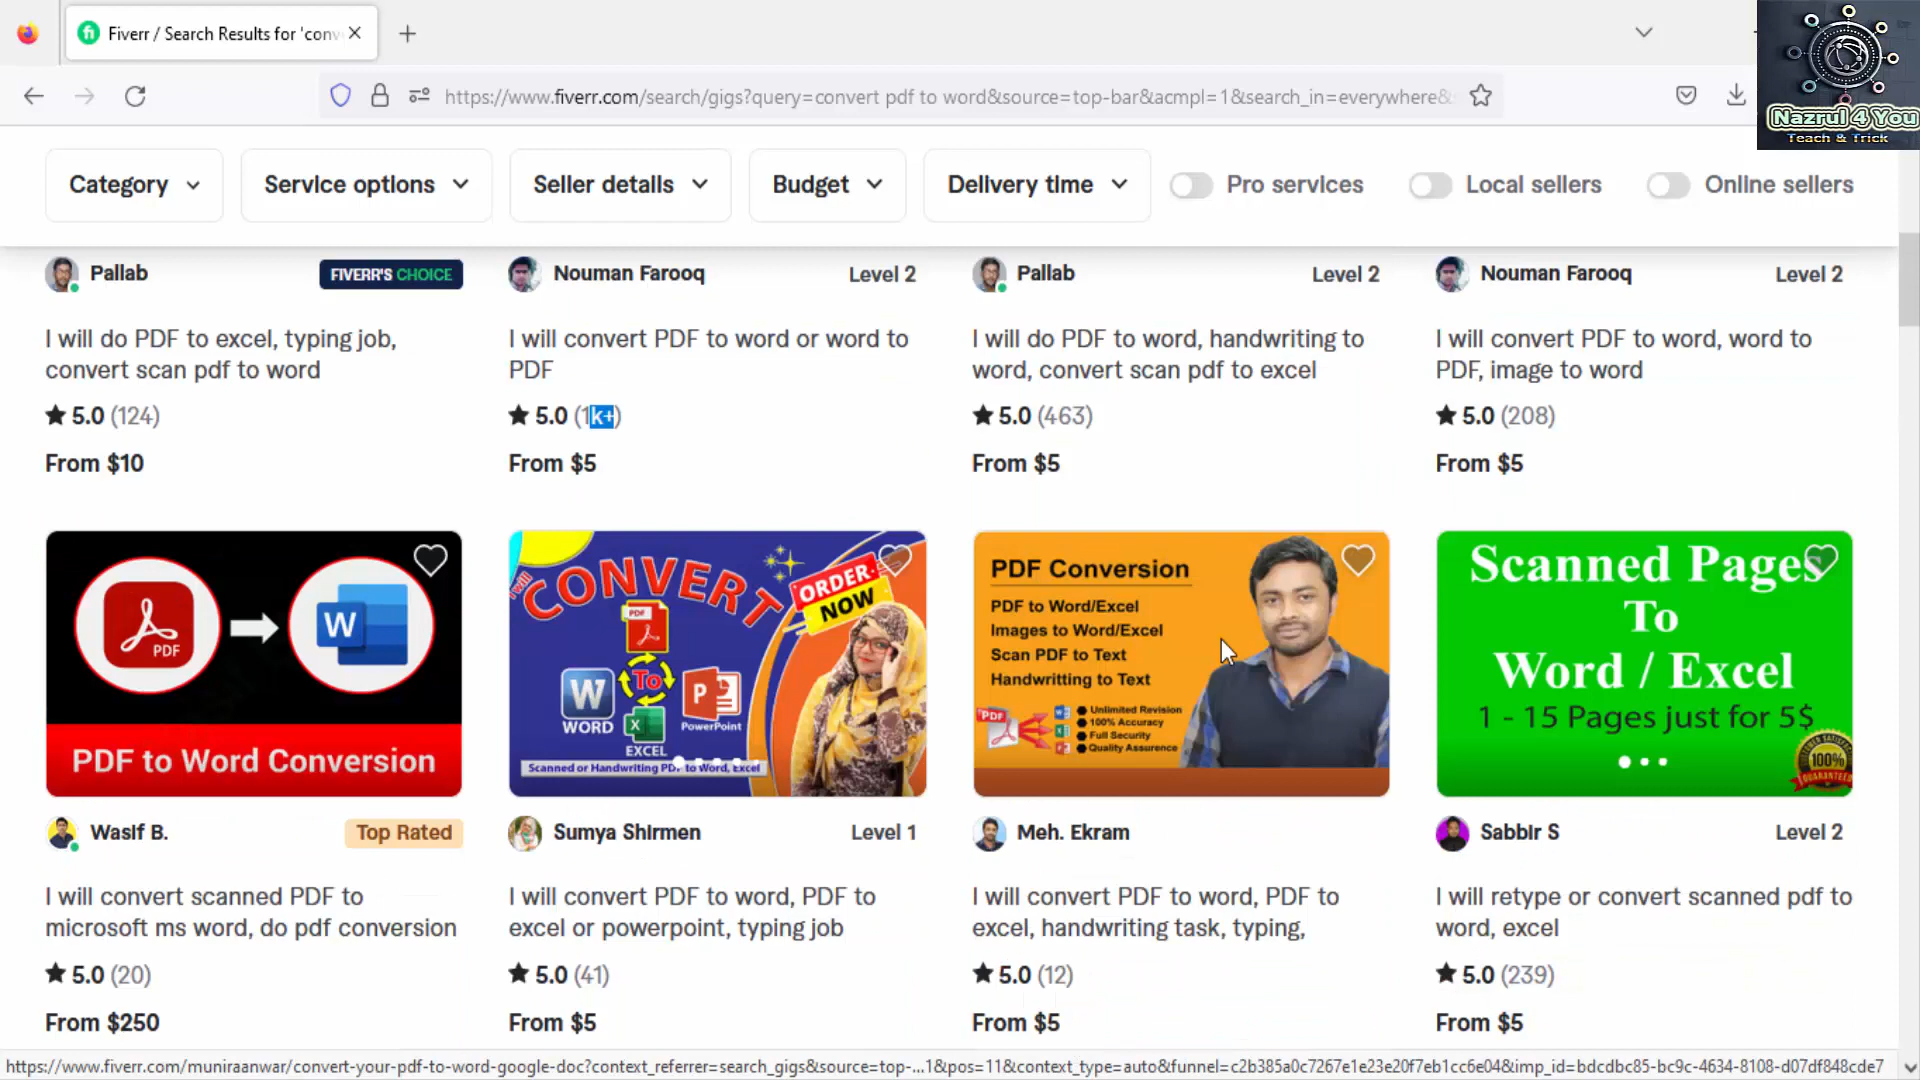 Fiverr / Search Results for 'conv
https://www.fiverr.com/search/gigs?query=convert pdf to word&source=top-bar&acmpl=1&search_in=everywhere&
Nazrul 4 You
Teach & Trick
Category
Service options
Seller details
Budget
Delivery time
Pro services
Local sellers
Online sellers
Pallab
FIVERR'S CHOICE
Nouman Farooq
Level 2
Pallab
Level 2
Nouman Farooq
Level 2
I will do PDF to excel, typing job,
convert scan pdf to word
I will convert PDF to word or word to
PDF
I will do PDF to word, handwriting to
word, convert scan pdf to excel
I will convert PDF to word, word to
PDF, image to word
5.0 (124)
5.0 (1k+)
5.0 (463)
5.0 (208)
From $10
From $5
From $5
From $5
PDF
W
PDF to Word Conversion
I will
CONVERT
ORDER
NOW
PDF
To
W
WORD
X
EXCEL
P
PowerPoint
Scanned or Handwriting PDF to Word, Excel
PDF Conversion
PDF to Word/Excel
Images to Word/Excel
Scan PDF to Text
Handwritting to Text
PDF
Unlimited Revision
100% Accuracy
Full Security
Quality Assurance
Scanned Pages
To
Word / Excel
1 - 15 Pages just for 5$
100%
Wasif B.
Top Rated
Sumya Shirmen
Level 1
Meh. Ekram
Sabbir S
Level 2
I will convert scanned PDF to
microsoft ms word, do pdf conversion
I will convert PDF to word, PDF to
excel or powerpoint, typing job
I will convert PDF to word, PDF to
excel, handwriting task, typing,
I will retype or convert scanned pdf to
word, excel
5.0 (20)
5.0 (41)
5.0 (12)
5.0 (239)
From $250
From $5
From $5
From $5
https://www.fiverr.com/muniraanwar/convert-your-pdf-to-word-google-doc?context_referrer=search_gigs&source=top-...1&pos=11&context_type=auto&funnel=c2b385a0c7267e1e23e20f7eb1cc6e04&imp_id=bdcdbc85-bc9c-4634-8108-d07df848cde7